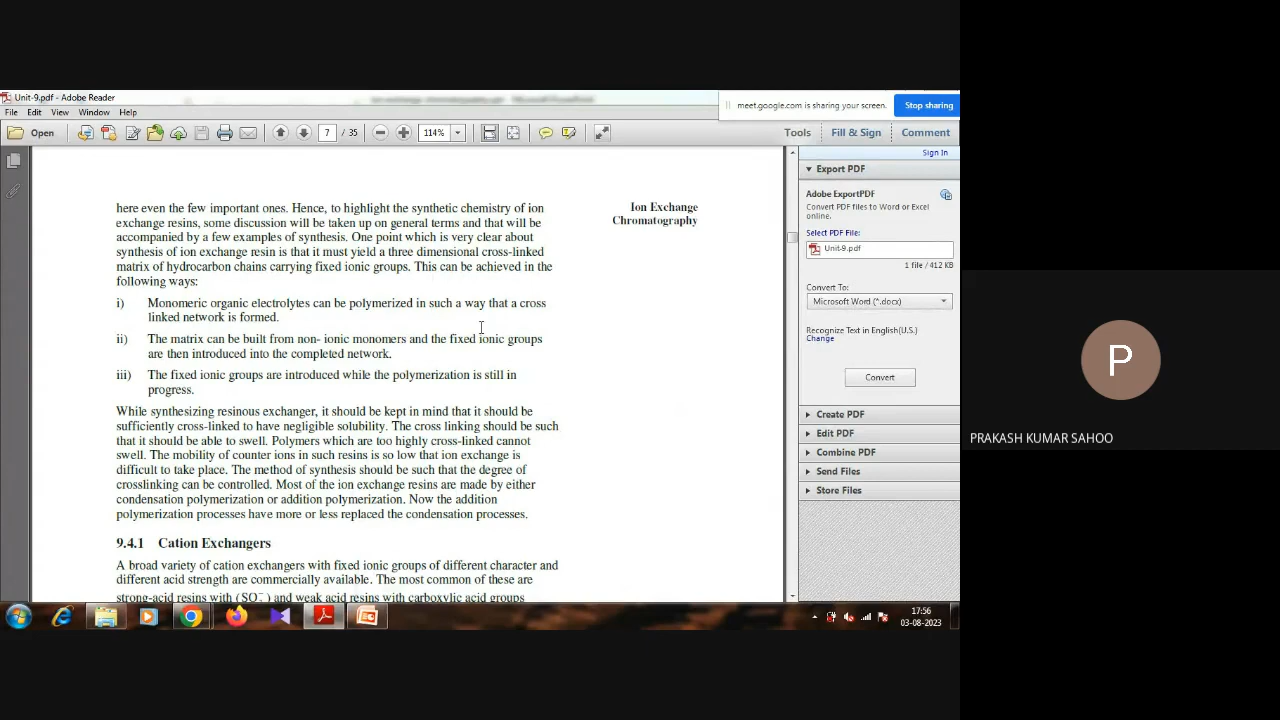 Unit-9.pdf - Adobe Reader
meet.google.com is sharing your screen.
Stop sharing
File Edit View Window Help
Open
7 / 35
114%
Tools
Fill & Sign
Comment
Sign In
here even the few important ones. Hence, to highlight the synthetic chemistry of ion
exchange resins, some discussion will be taken up on general terms and that will be
accompanied by a few examples of synthesis. One point which is very clear about
synthesis of ion exchange resin is that it must yield a three dimensional cross-linked
matrix of hydrocarbon chains carrying fixed ionic groups. This can be achieved in the
following ways:
i) Monomeric organic electrolytes can be polymerized in such a way that a cross
linked network is formed.
ii) The matrix can be built from non- ionic monomers and the fixed ionic groups
are then introduced into the completed network.
iii) The fixed ionic groups are introduced while the polymerization is still in
progress.
While synthesizing resinous exchanger, it should be kept in mind that it should be
sufficiently cross-linked to have negligible solubility. The cross linking should be such
that it should be able to swell. Polymers which are too highly cross-linked cannot
swell. The mobility of counter ions in such resins is so low that ion exchange is
difficult to take place. The method of synthesis should be such that the degree of
crosslinking can be controlled. Most of the ion exchange resins are made by either
condensation polymerization or addition polymerization. Now the addition
polymerization processes have more or less replaced the condensation processes.
9.4.1 Cation Exchangers
A broad variety of cation exchangers with fixed ionic groups of different character and
different acid strength are commercially available. The most common of these are
strong-acid resins with (SO⁻) and weak acid resins with carboxylic acid groups
Ion Exchange
Chromatography
Export PDF
Adobe ExportPDF
Convert PDF files to Word or Excel
online.
Select PDF File:
Unit-9.pdf
1 file / 412 KB
Convert To:
Microsoft Word (*.docx)
Recognize Text in English(U.S.)
Change
Convert
Create PDF
Edit PDF
Combine PDF
Send Files
Store Files
17:56
03-08-2023
P
PRAKASH KUMAR SAHOO